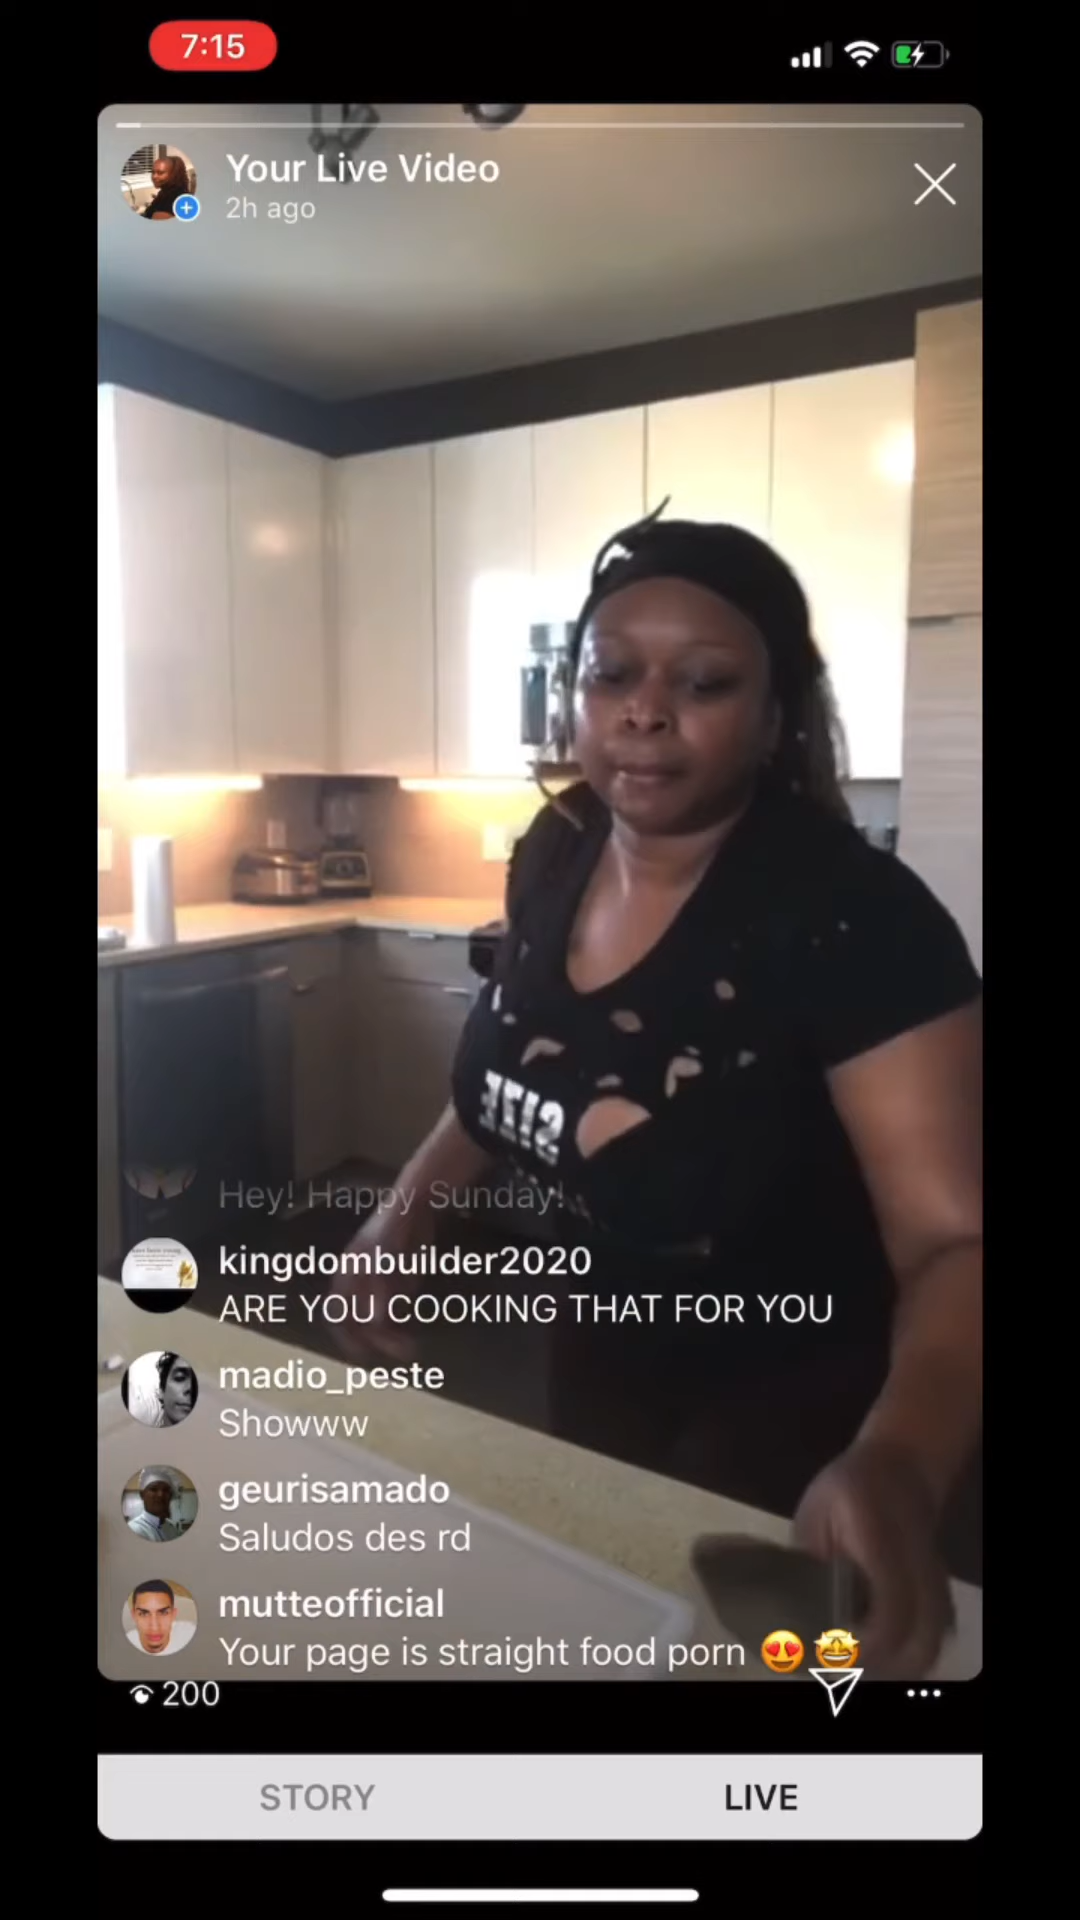 7:15
Your Live Video
2h ago
SIZE
Hey! Happy Sunday!
kingdombuilder2020
ARE YOU COOKING THAT FOR YOU
madio_peste
Showww
geurisamado
Saludos des rd
mutteofficial
Your page is straight food porn 😍 🤩
200
STORY
LIVE